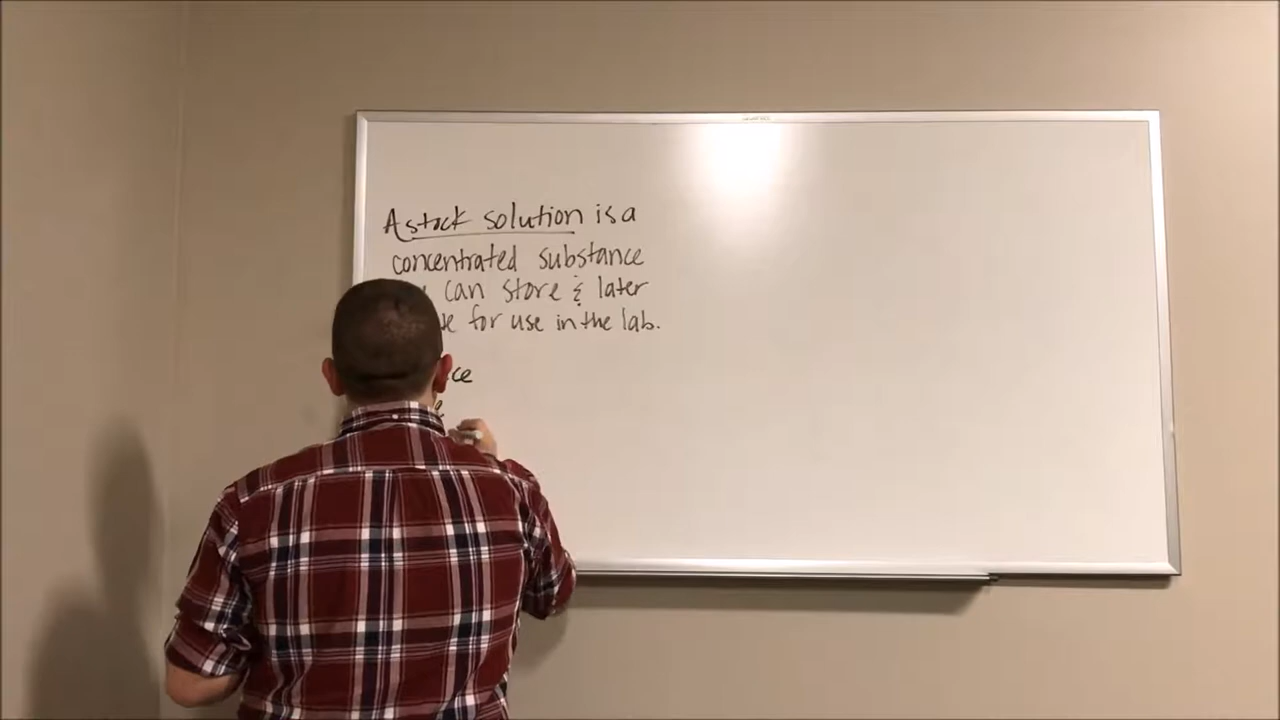 A stock solution is a
concentrated substance
can store & later
for use in the lab.